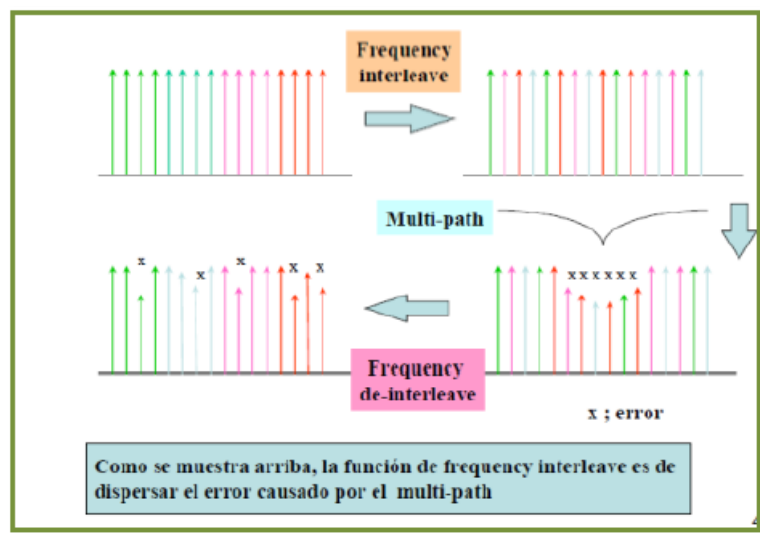 Frequency
interleave
Multi-path
x
x
x
x
x
x x x x x x
Frequency
de-interleave
x ; error
Como se muestra arriba, la función de frequency interleave es de
dispersar el error causado por el multi-path